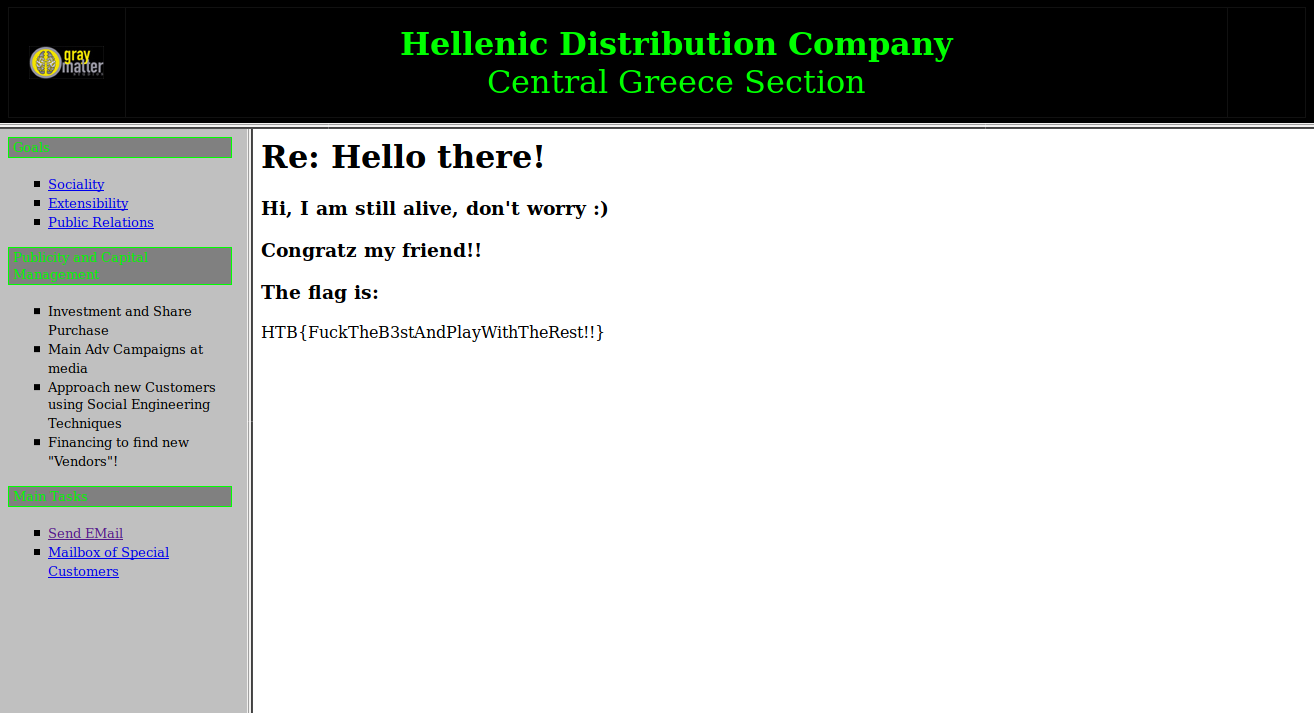 gray
matter
Hellenic Distribution Company
Central Greece Section
Goals
Sociality
Extensibility
Public Relations
Publicity and Capital
Management
Investment and Share
Purchase
Main Adv Campaigns at
media
Approach new Customers
using Social Engineering
Techniques
Financing to find new
"Vendors"!
Main Tasks
Send EMail
Mailbox of Special
Customers
Re: Hello there!
Hi, I am still alive, don't worry :)
Congratz my friend!!
The flag is:
HTB{FuckTheB3stAndPlayWithTheRest!!}